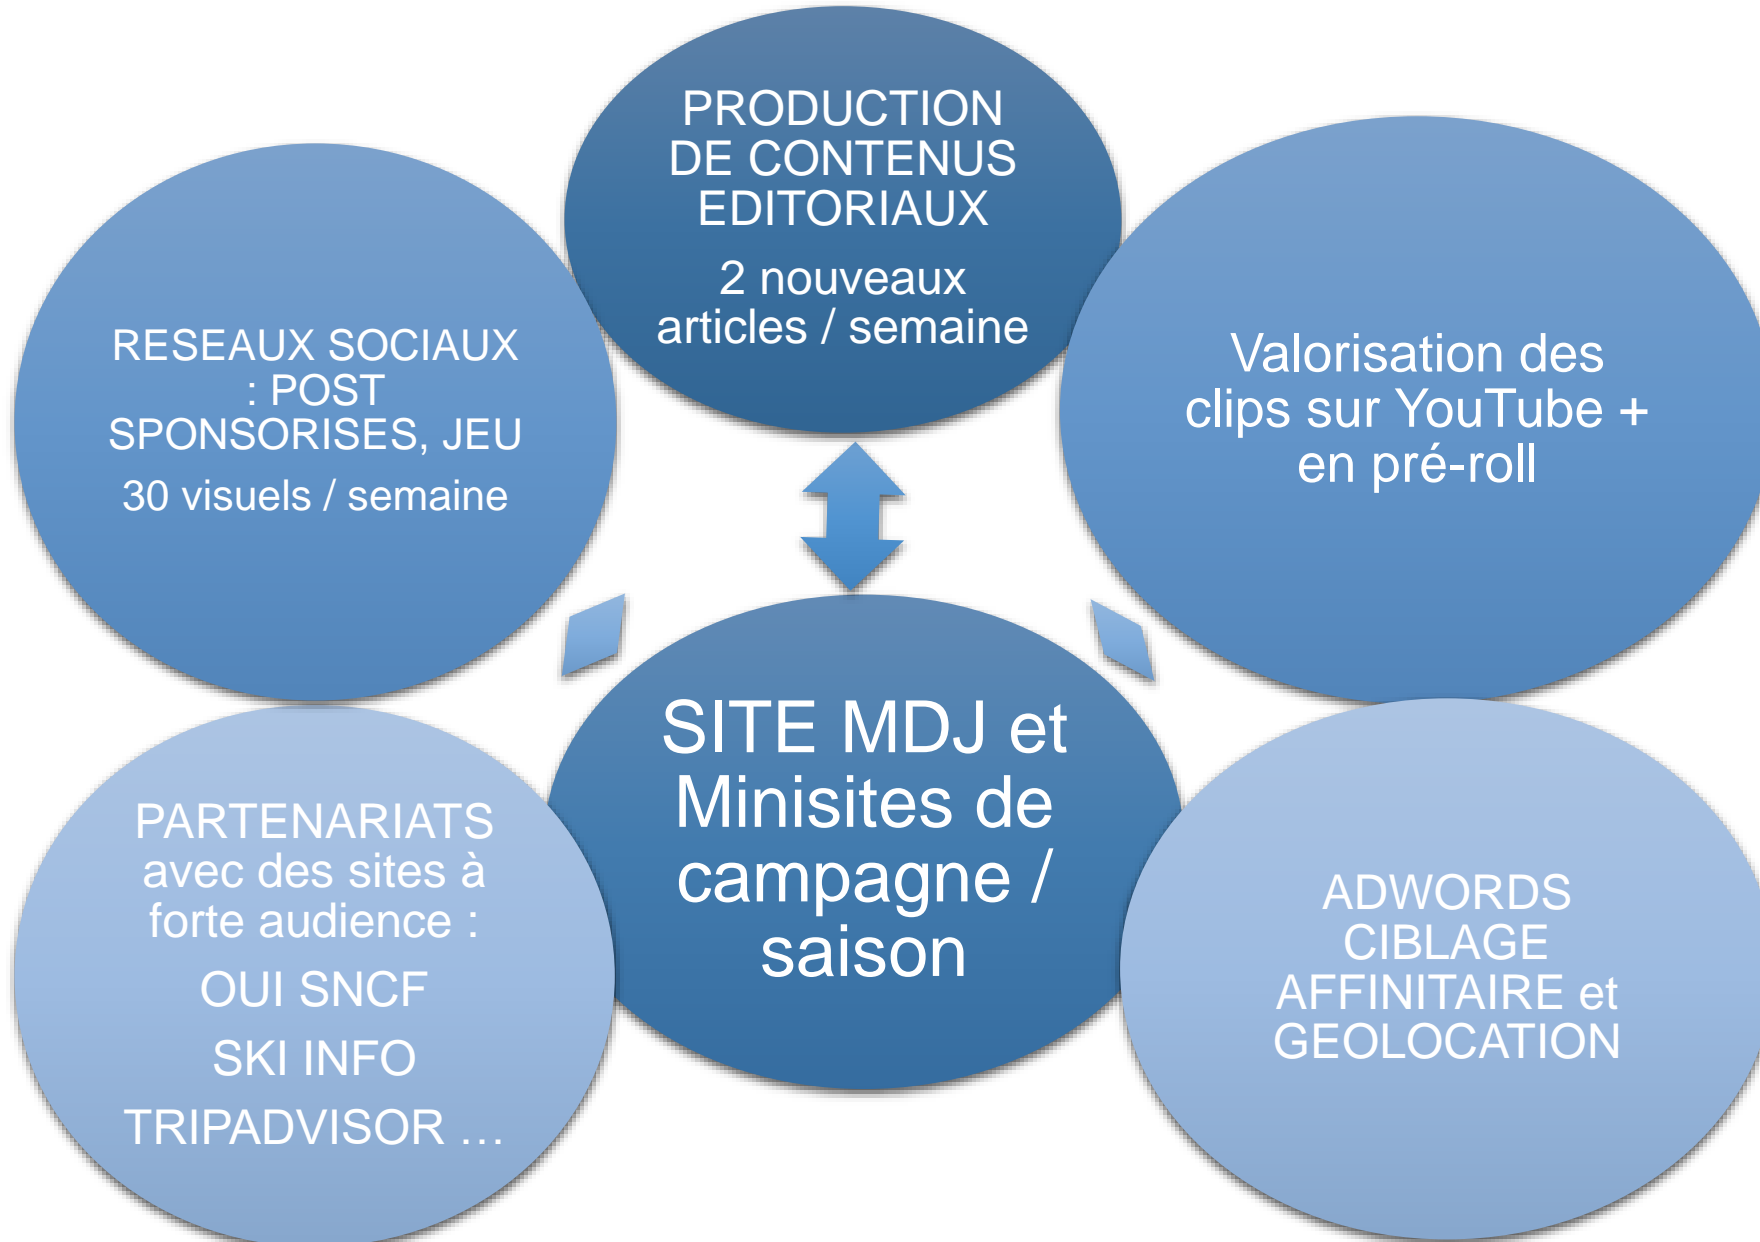 PRODUCTION
DE CONTENUS
EDITORIAUX
2 nouveaux
articles / semaine
RESEAUX SOCIAUX
: POST
SPONSORISES, JEU
30 visuels / semaine
Valorisation des
clips sur YouTube +
en pré-roll
SITE MDJ et
Minisites de
campagne /
saison
PARTENARIATS
avec des sites à
forte audience :
OUI SNCF
SKI INFO
TRIPADVISOR …
ADWORDS
CIBLAGE
AFFINITAIRE et
GEOLOCATION